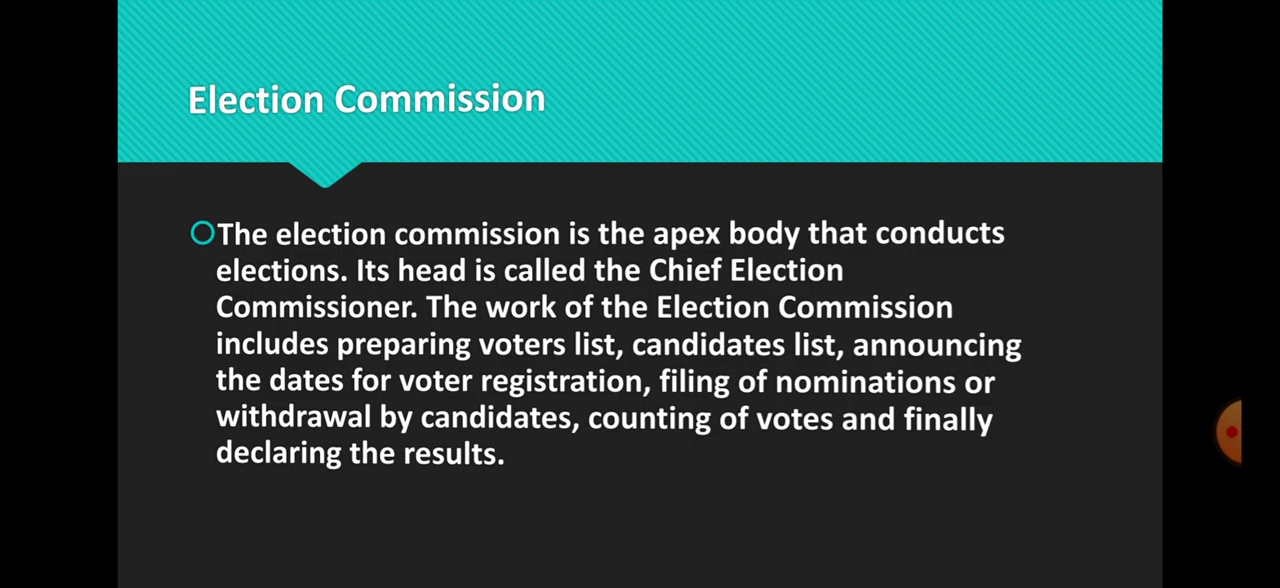 Election Commission
The election commission is the apex body that conducts
elections. Its head is called the Chief Election
Commissioner. The work of the Election Commission
includes preparing voters list, candidates list, announcing
the dates for voter registration, filing of nominations or
withdrawal by candidates, counting of votes and finally
declaring the results.